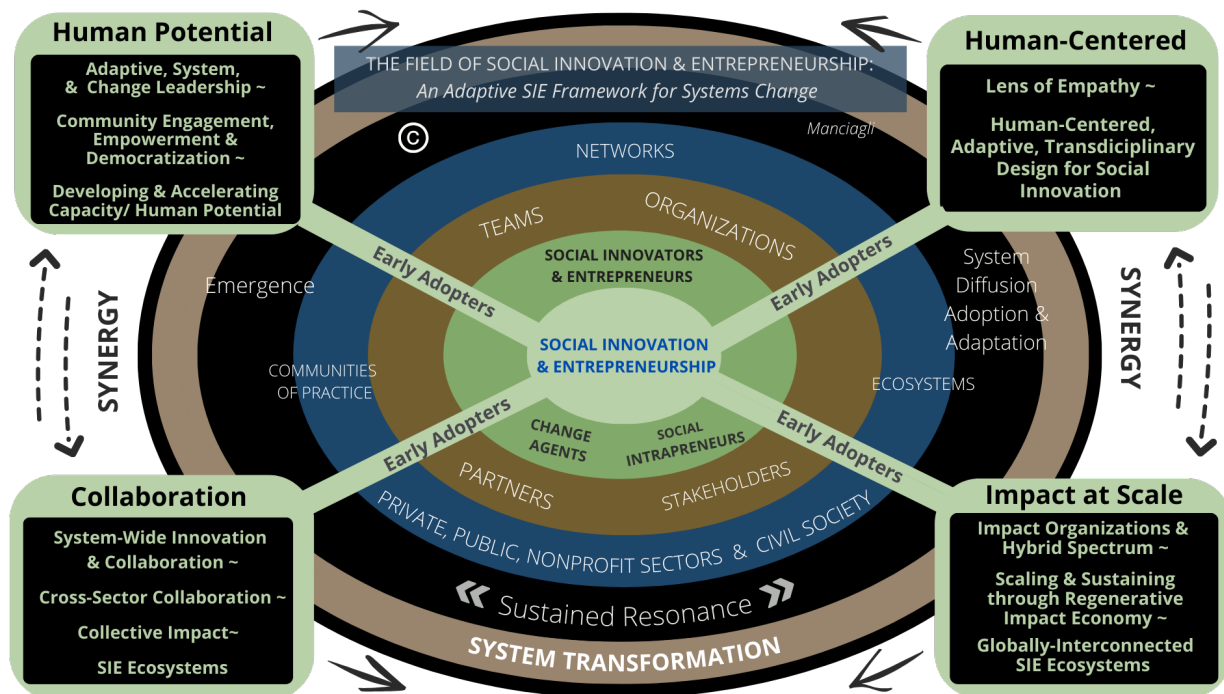 Human Potential
Adaptive, System,
& Change Leadership ~
Community Engagement,
Empowerment &
Democratization ~
Developing & Accelerating
Capacity/ Human Potential
THE FIELD OF SOCIAL INNOVATION & ENTREPRENEURSHIP:
An Adaptive SIE Framework for Systems Change
©
Manciagli
Human-Centered
Lens of Empathy ~
Human-Centered,
Adaptive, Transdiciplinary
Design for Social
Innovation
NETWORKS
TEAMS
ORGANIZATIONS
SOCIAL INNOVATORS
& ENTREPRENEURS
Early Adopters
Early Adopters
Emergence
System
Diffusion
Adoption &
Adaptation
SYNERGY
SYNERGY
SOCIAL INNOVATION
& ENTREPRENEURSHIP
COMMUNITIES
OF PRACTICE
ECOSYSTEMS
Early Adopters
Early Adopters
CHANGE
AGENTS
SOCIAL
INTRAPRENEURS
PARTNERS
STAKEHOLDERS
PRIVATE, PUBLIC, NONPROFIT SECTORS & CIVIL SOCIETY
Sustained Resonance
SYSTEM TRANSFORMATION
Collaboration
System-Wide Innovation
& Collaboration ~
Cross-Sector Collaboration ~
Collective Impact~
SIE Ecosystems
Impact at Scale
Impact Organizations &
Hybrid Spectrum ~
Scaling & Sustaining
through Regenerative
Impact Economy ~
Globally-Interconnected
SIE Ecosystems